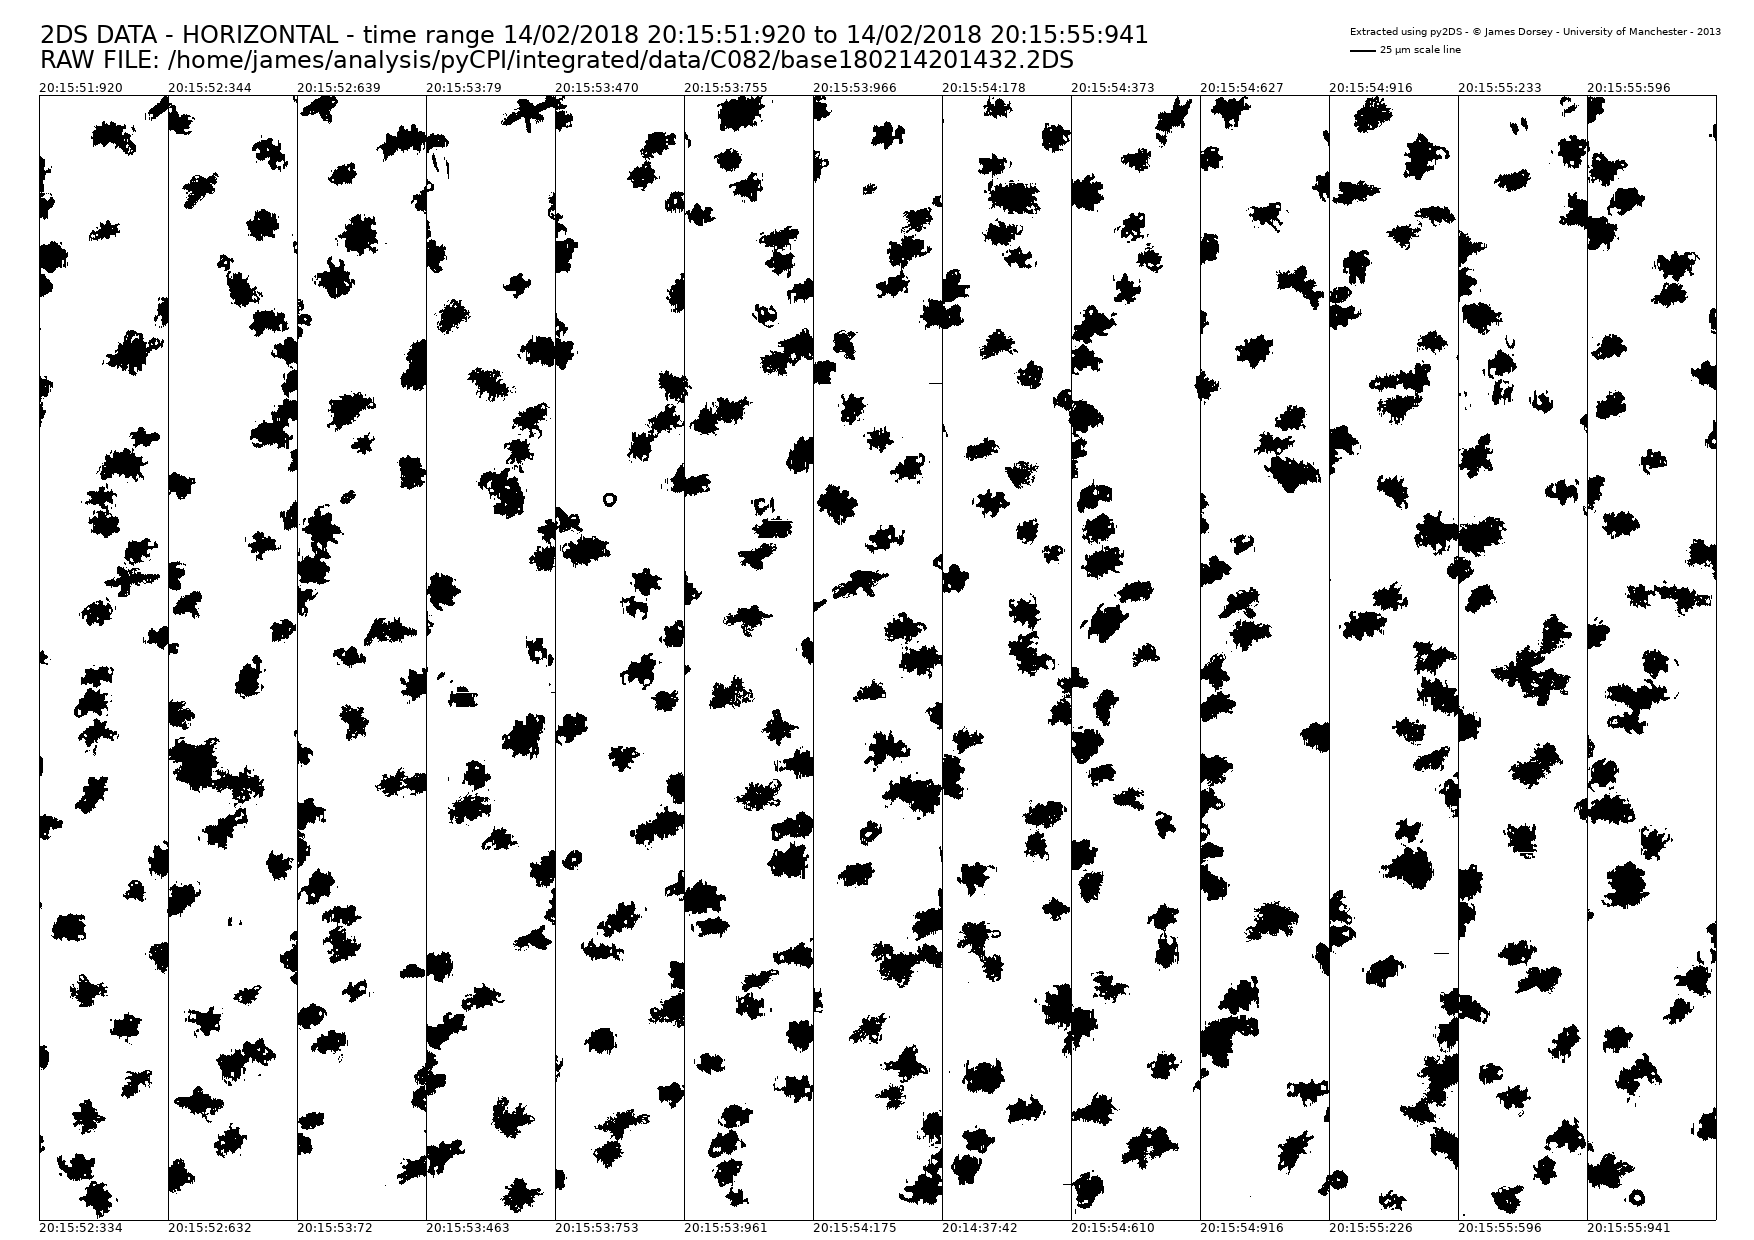 2DS DATA - HORIZONTAL - time range 14/02/2018 20:15:51:920 to 14/02/2018 20:15:55:941
RAW FILE: /home/james/analysis/pyCPI/integrated/data/C082/base180214201432.2DS
Extracted using py2DS - © James Dorsey - University of Manchester - 2013
25 μm scale line
20:15:51:920 20:15:52:344 20:15:52:639 20:15:53:79 20:15:53:470 20:15:53:755 20:15:53:966 20:15:54:178 20:15:54:373 20:15:54:627 20:15:54:916 20:15:55:233 20:15:55:596
20:15:52:334 20:15:52:632 20:15:53:72 20:15:53:463 20:15:53:753 20:15:53:961 20:15:54:175 20:14:37:42 20:15:54:610 20:15:54:916 20:15:55:226 20:15:55:596 20:15:55:941